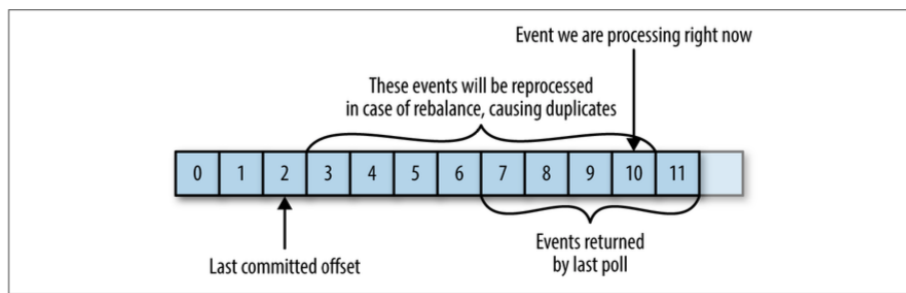 Event we are processing right now
These events will be reprocessed
in case of rebalance, causing duplicates
0 1 2 3 4 5 6 7 8 9 10 11
Last committed offset
Events returned
by last poll